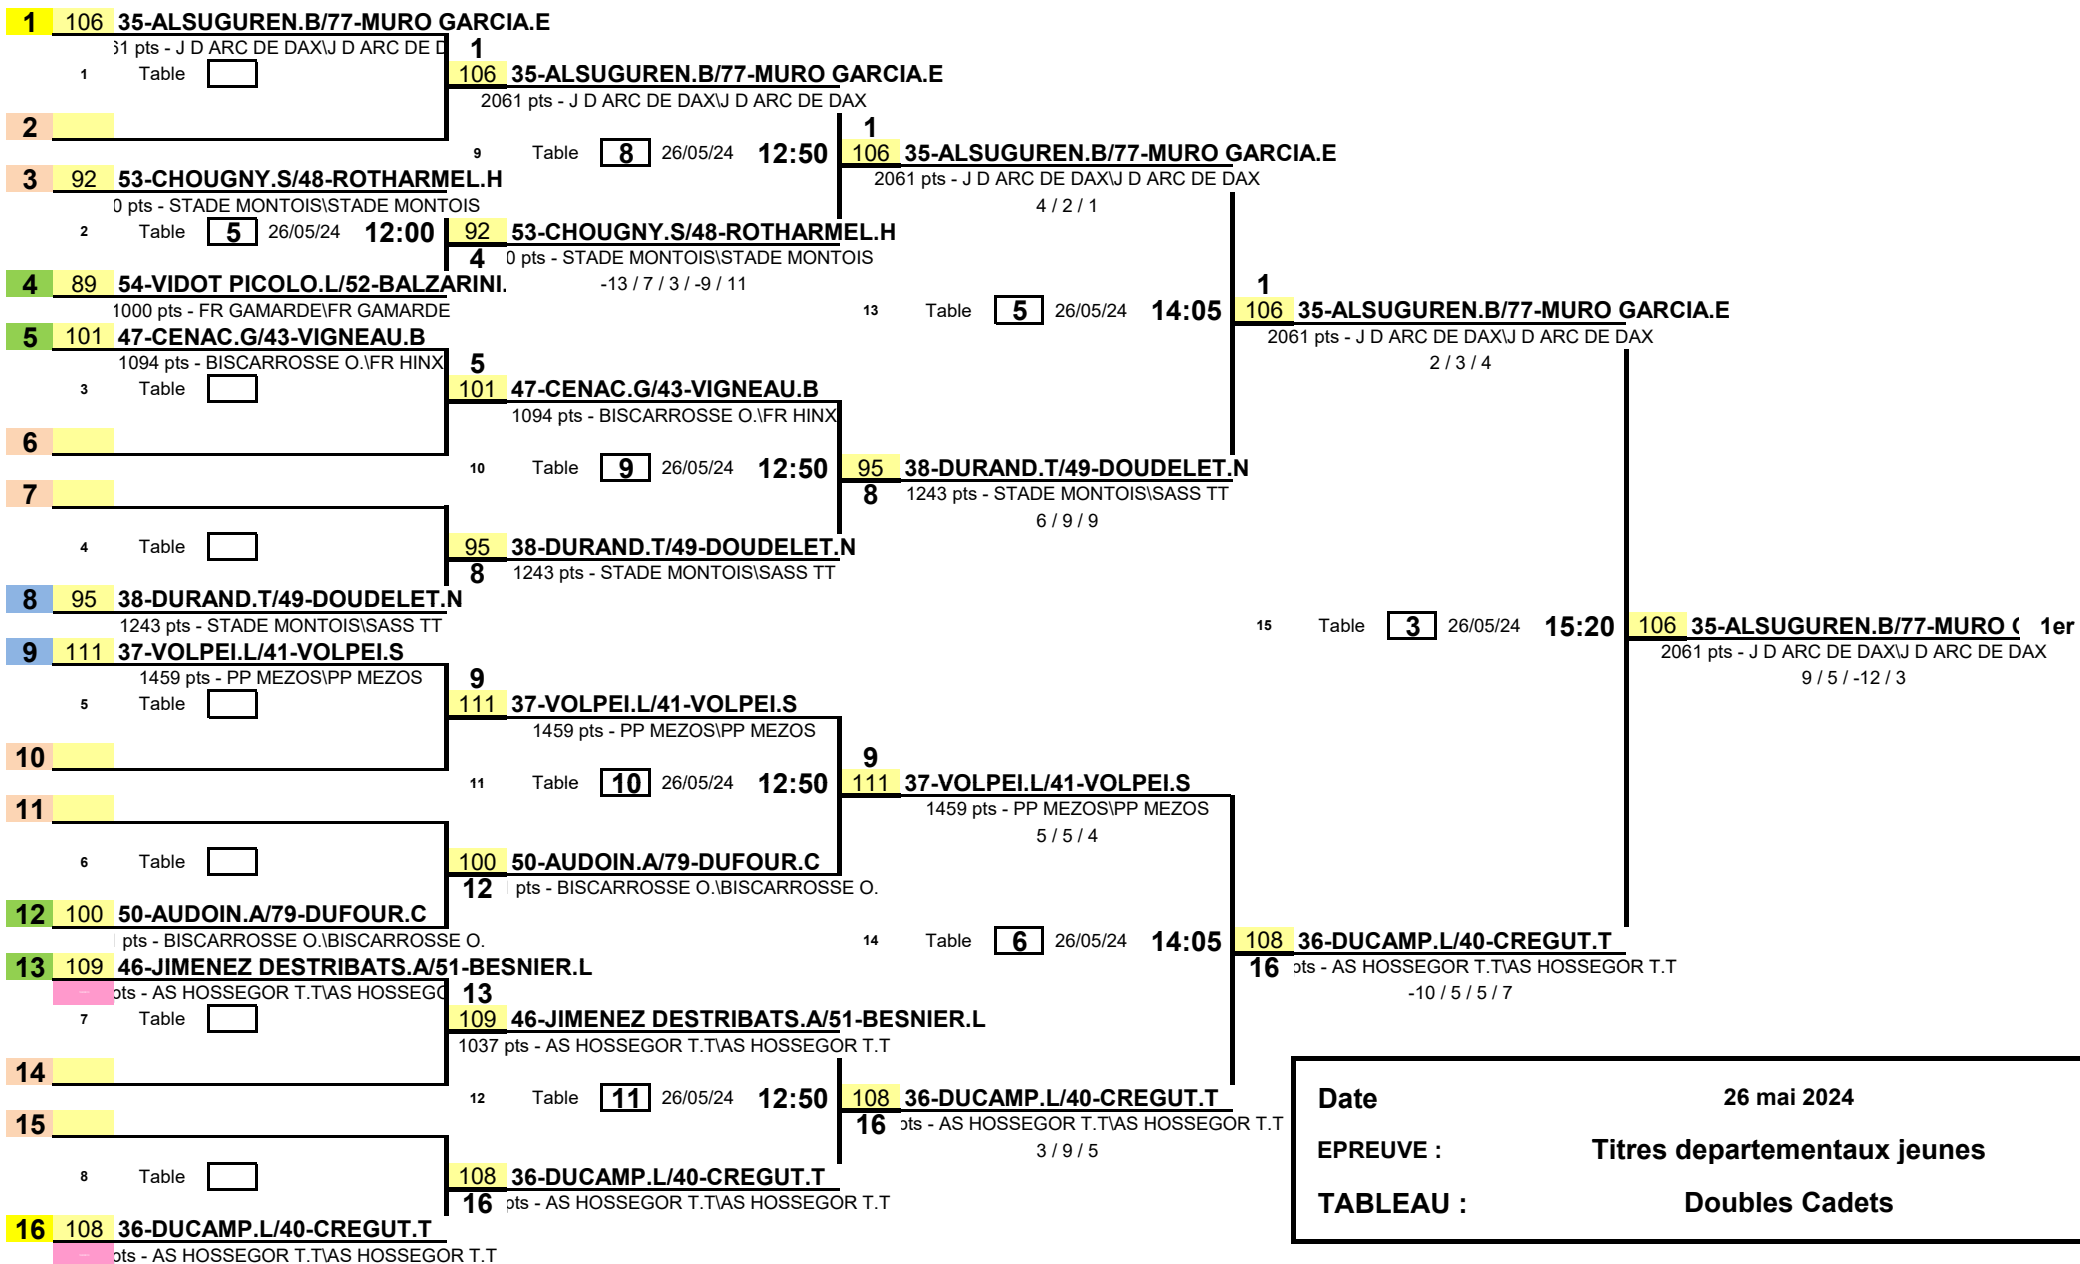 1 106 35-ALSUGUREN.B/77-MURO GARCIA.E
61 pts - J D ARC DE DAX\J D ARC DE D
1
1 Table
106 35-ALSUGUREN.B/77-MURO GARCIA.E
2061 pts - J D ARC DE DAX\J D ARC DE DAX
2
1
9 Table 8 26/05/24 12:50
106 35-ALSUGUREN.B/77-MURO GARCIA.E
2061 pts - J D ARC DE DAX\J D ARC DE DAX
4 / 2 / 1
3 92 53-CHOUGNY.S/48-ROTHARMEL.H
0 pts - STADE MONTOIS\STADE MONTOIS
2 Table 5 26/05/24 12:00
92 53-CHOUGNY.S/48-ROTHARMEL.H
4 0 pts - STADE MONTOIS\STADE MONTOIS
-13 / 7 / 3 / -9 / 11
4 89 54-VIDOT PICOLO.L/52-BALZARINI.
1000 pts - FR GAMARDE\FR GAMARDE
1
13 Table 5 26/05/24 14:05
106 35-ALSUGUREN.B/77-MURO GARCIA.E
2061 pts - J D ARC DE DAX\J D ARC DE DAX
2 / 3 / 4
5 101 47-CENAC.G/43-VIGNEAU.B
1094 pts - BISCARROSSE O.\FR HINX
5
3 Table
101 47-CENAC.G/43-VIGNEAU.B
1094 pts - BISCARROSSE O.\FR HINX
6
10 Table 9 26/05/24 12:50
95 38-DURAND.T/49-DOUDELET.N
8 1243 pts - STADE MONTOIS\SASS TT
6 / 9 / 9
7
4 Table
95 38-DURAND.T/49-DOUDELET.N
8 1243 pts - STADE MONTOIS\SASS TT
8 95 38-DURAND.T/49-DOUDELET.N
1243 pts - STADE MONTOIS\SASS TT
15 Table 3 26/05/24 15:20
106 35-ALSUGUREN.B/77-MURO 1er
2061 pts - J D ARC DE DAX\J D ARC DE DAX
9 / 5 / -12 / 3
9 111 37-VOLPEI.L/41-VOLPEI.S
1459 pts - PP MEZOS\PP MEZOS
9
5 Table
111 37-VOLPEI.L/41-VOLPEI.S
1459 pts - PP MEZOS\PP MEZOS
10
9
11 Table 10 26/05/24 12:50
111 37-VOLPEI.L/41-VOLPEI.S
1459 pts - PP MEZOS\PP MEZOS
5 / 5 / 4
11
6 Table
100 50-AUDOIN.A/79-DUFOUR.C
12 pts - BISCARROSSE O.\BISCARROSSE O.
12 100 50-AUDOIN.A/79-DUFOUR.C
pts - BISCARROSSE O.\BISCARROSSE O.
14 Table 6 26/05/24 14:05
108 36-DUCAMP.L/40-CREGUT.T
16 pts - AS HOSSEGOR T.T\AS HOSSEGOR T.T
-10 / 5 / 5 / 7
13 109 46-JIMENEZ DESTRIBATS.A/51-BESNIER.L
pts - AS HOSSEGOR T.T\AS HOSSEGO
13
7 Table
109 46-JIMENEZ DESTRIBATS.A/51-BESNIER.L
1037 pts - AS HOSSEGOR T.T\AS HOSSEGOR T.T
14
12 Table 11 26/05/24 12:50
108 36-DUCAMP.L/40-CREGUT.T
16 pts - AS HOSSEGOR T.T\AS HOSSEGOR T.T
3 / 9 / 5
15
8 Table
108 36-DUCAMP.L/40-CREGUT.T
16 pts - AS HOSSEGOR T.T\AS HOSSEGOR T.T
16 108 36-DUCAMP.L/40-CREGUT.T
pts - AS HOSSEGOR T.T\AS HOSSEGOR T.T
Date 26 mai 2024
EPREUVE : Titres departementaux jeunes
TABLEAU : Doubles Cadets